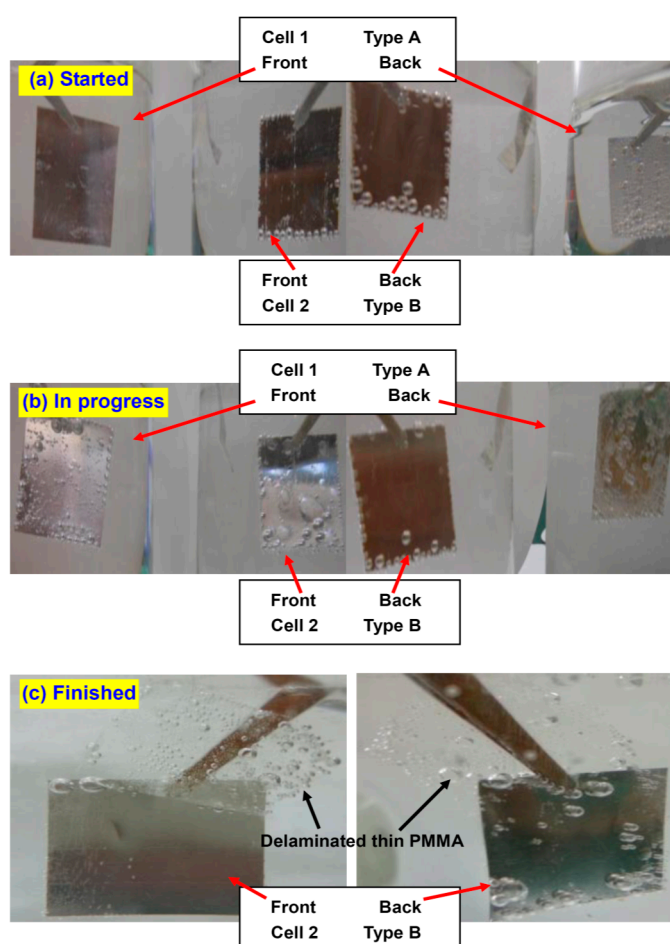 Cell 1 Type A
Front Back
(a) Started
Front Back
Cell 2 Type B
Cell 1 Type A
Front Back
(b) In progress
Front Back
Cell 2 Type B
(c) Finished
Delaminated thin PMMA
Front Back
Cell 2 Type B